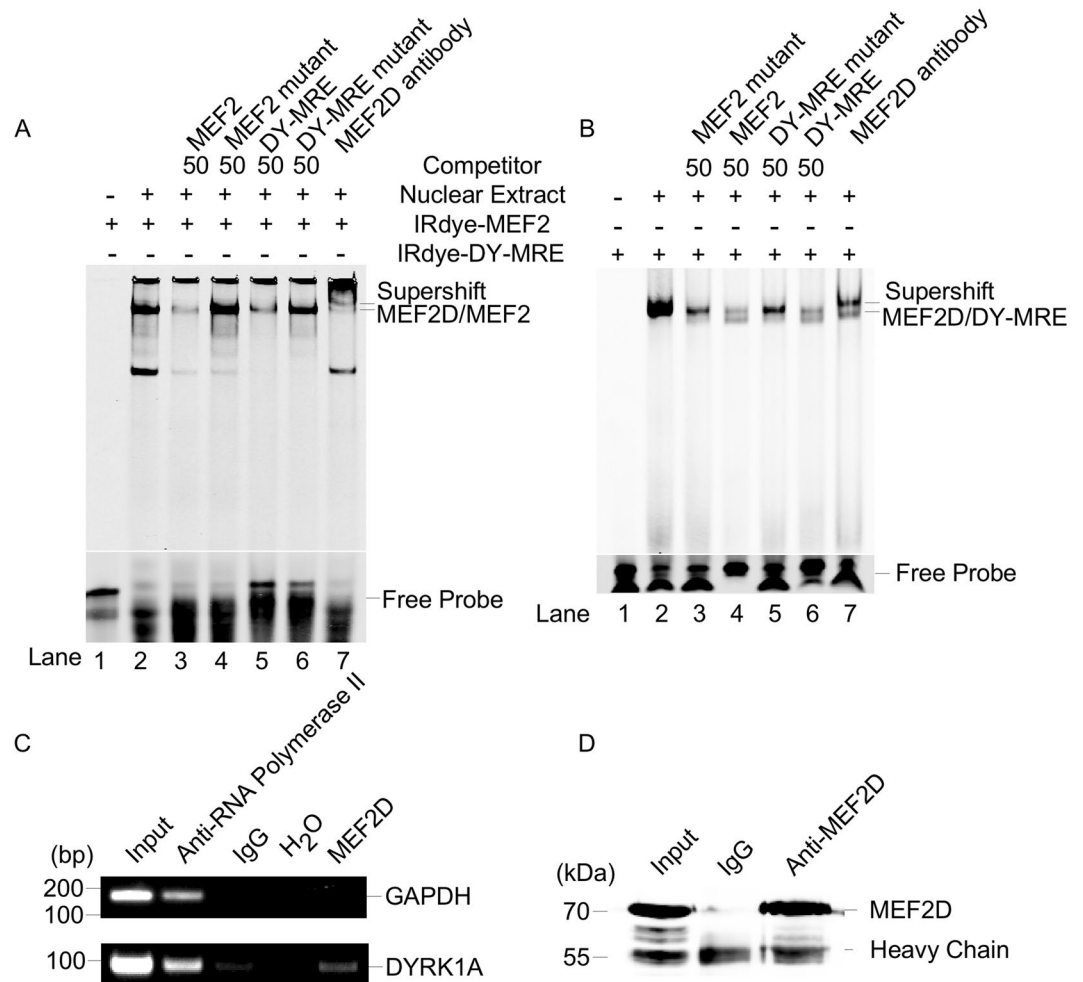 A
MEF2
MEF2 mutant
DY-MRE
DY-MRE mutant
MEF2D antibody
50 50 50 50 Competitor
- + + + + + + Nuclear Extract
+ + + + + + + IRdye-MEF2
- - - - - - - IRdye-DY-MRE
Supershift
MEF2D/MEF2
Free Probe
Lane 1 2 3 4 5 6 7
B
MEF2 mutant
MEF2
DY-MRE mutant
DY-MRE
MEF2D antibody
50 50 50 50
- + + + + + +
- - - - - - -
+ + + + + + +
Supershift
MEF2D/DY-MRE
Free Probe
Lane 1 2 3 4 5 6 7
C
(bp)
Input
Anti-RNA Polymerase II
IgG
H2O
MEF2D
200
100
GAPDH
100
DYRK1A
D
(kDa)
Input
IgG
Anti-MEF2D
70
MEF2D
55
Heavy Chain